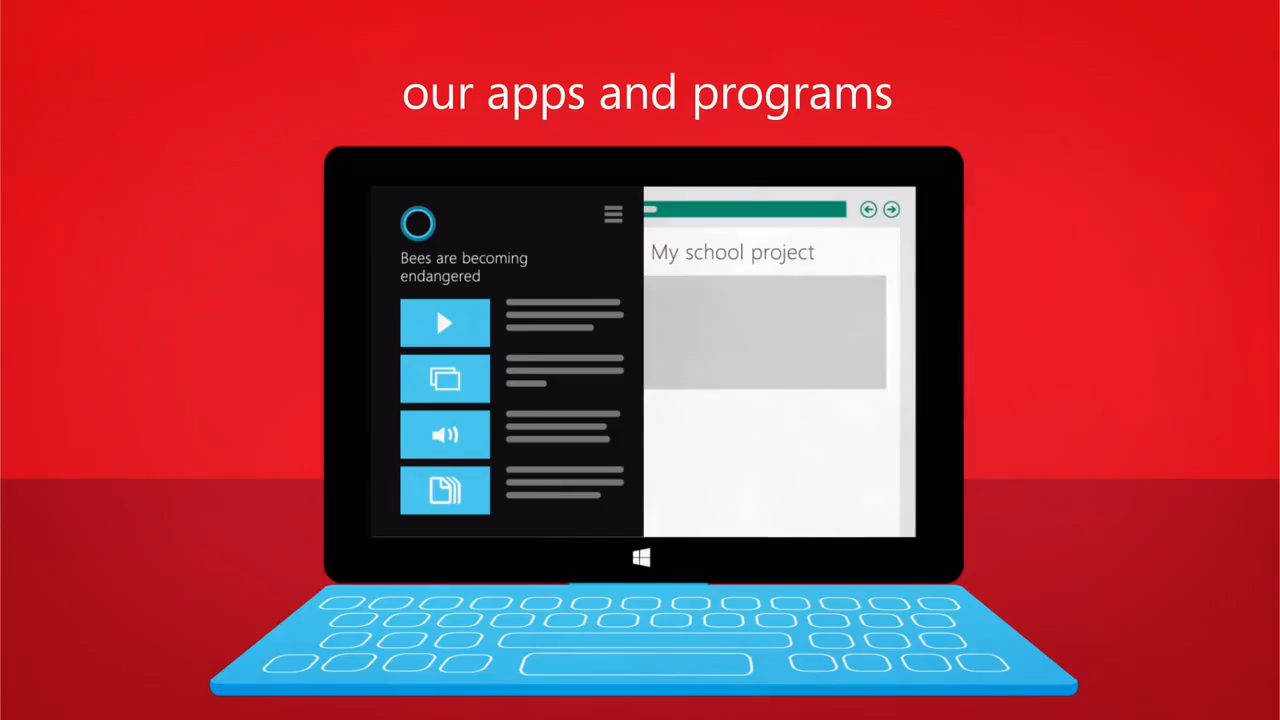 our apps and programs
Bees are becoming
endangered
My school project